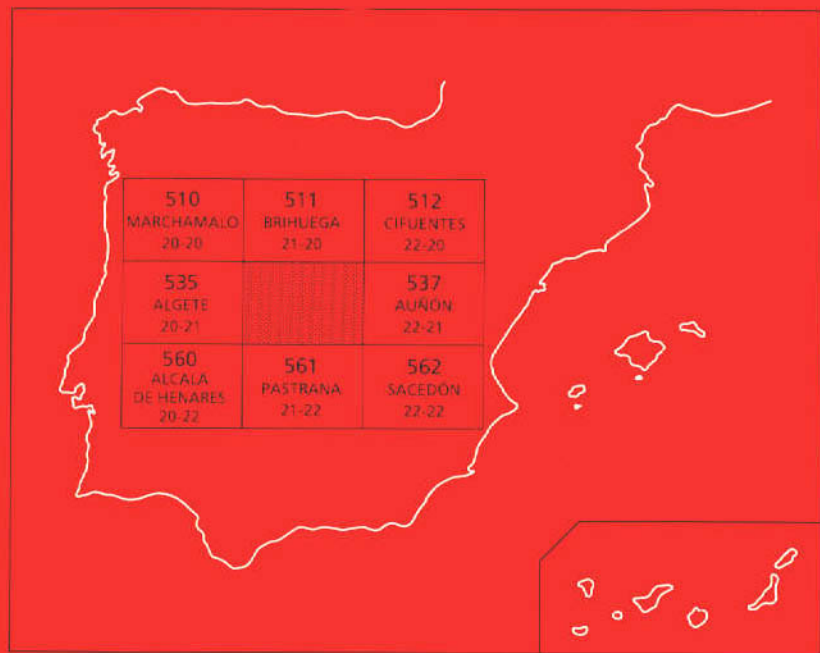 510
MARCHAMALO
20-20
511
BRIHUEGA
21-20
512
CIFUENTES
22-20
535
ALGETE
20-21
537
AUÑON
22-21
560
ALCALA
DE HENARES
20-22
561
PASTRANA
21-22
562
SACEDÓN
22-22